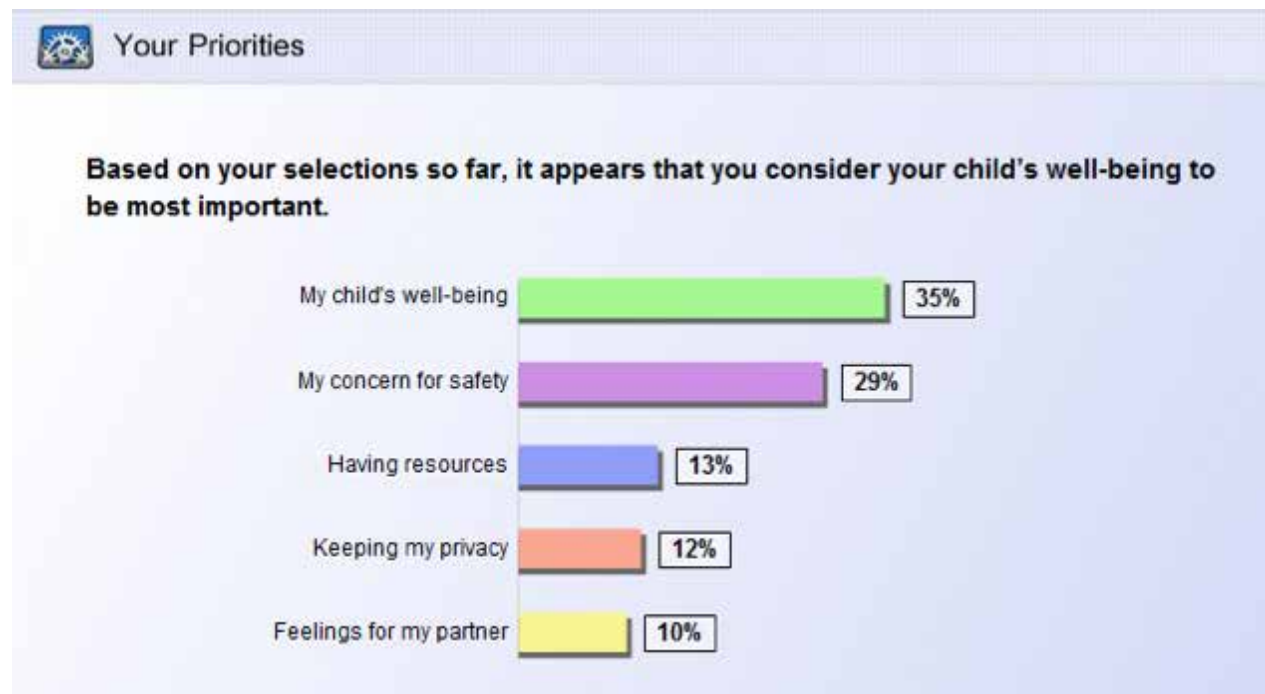 Your Priorities
Based on your selections so far, it appears that you consider your child's well-being to
be most important.
My child's well-being 35%
My concern for safety 29%
Having resources 13%
Keeping my privacy 12%
Feelings for my partner 10%